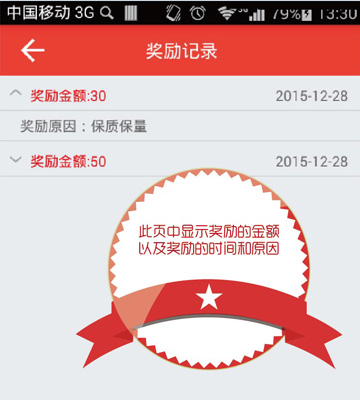 中国移动 3G 3G 79% 13:30
奖励记录
奖励金额:30 2015-12-28
奖励原因：保质保量
奖励金额:50 2015-12-28
此页中显示奖励的金额
以及奖励的时间和原因